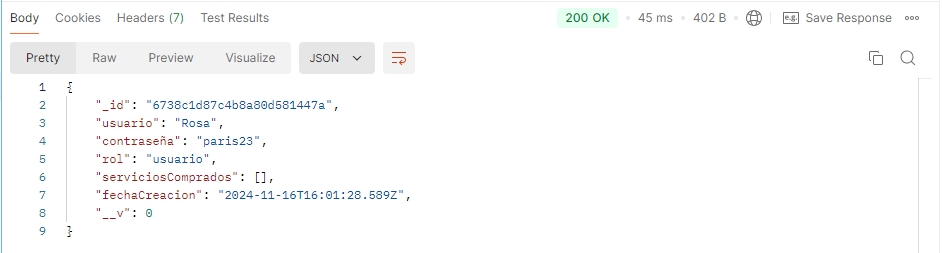 Body Cookies Headers (7) Test Results 200 OK 45 ms 402 B e.g. Save Response
Pretty Raw Preview Visualize JSON
1 {
2 "_id": "6738c1d87c4b8a80d581447a",
3 "usuario": "Rosa",
4 "contraseña": "paris23",
5 "rol": "usuario",
6 "serviciosComprados": [],
7 "fechaCreacion": "2024-11-16T16:01:28.589Z",
8 "__v": 0
9 }